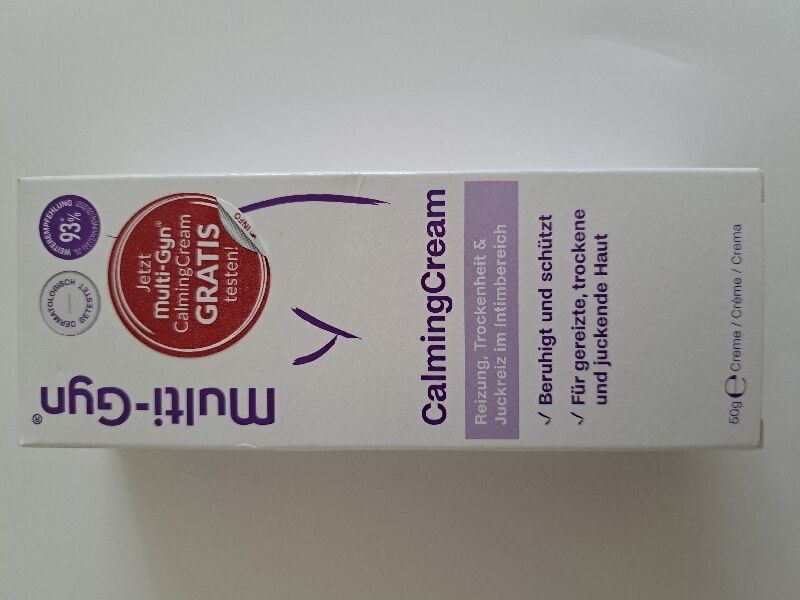 multi-Gyn®
DERMATOLOGISCH
GETESTET
WEITEREMPFEHLUNG
93%*
Jetzt
multi-Gyn®
CalmingCream
GRATIS
testen!
INFO
CalmingCream
Reizung, Trockenheit &
Juckreiz im Intimbereich
✓ Beruhigt und schützt
✓ Für gereizte, trockene
und juckende Haut
50g ℮ Creme / Crème / Crema